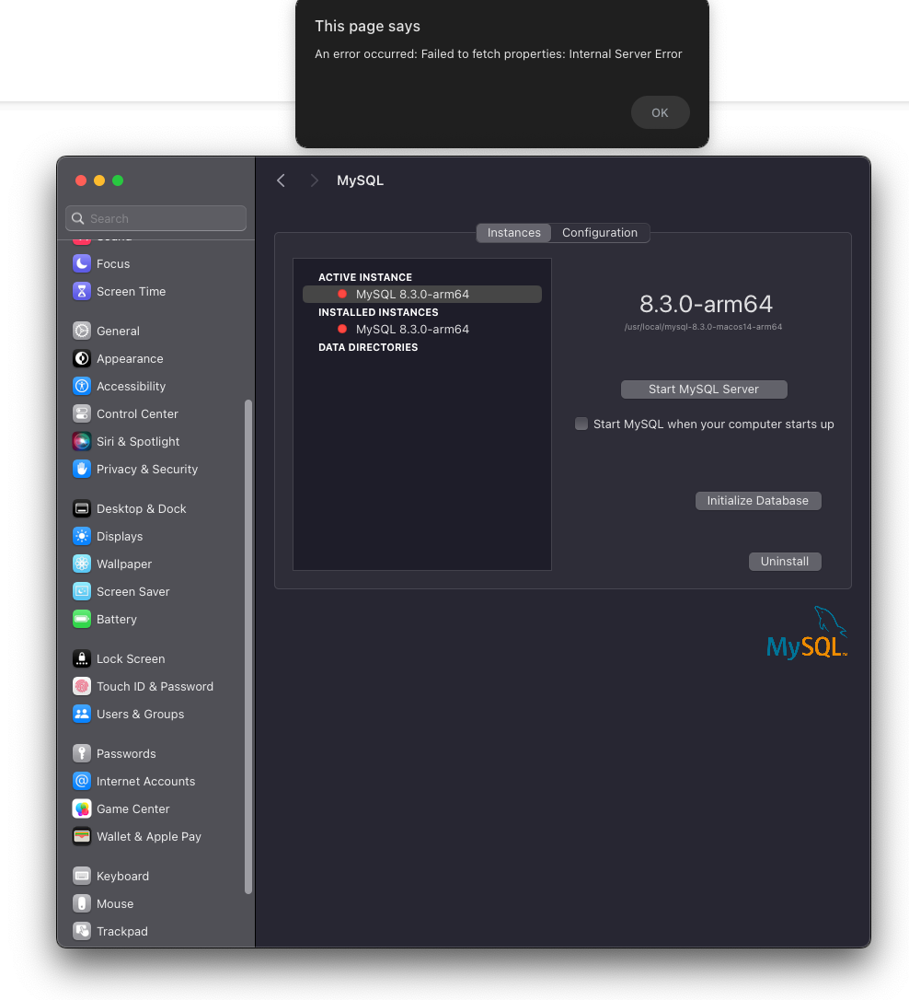 This page says
An error occurred: Failed to fetch properties: Internal Server Error
OK
MySQL
Search
Sound
Focus
Screen Time
General
Appearance
Accessibility
Control Center
Siri & Spotlight
Privacy & Security
Desktop & Dock
Displays
Wallpaper
Screen Saver
Battery
Lock Screen
Touch ID & Password
Users & Groups
Passwords
Internet Accounts
Game Center
Wallet & Apple Pay
Keyboard
Mouse
Trackpad
Instances Configuration
ACTIVE INSTANCE
MySQL 8.3.0-arm64
INSTALLED INSTANCES
MySQL 8.3.0-arm64
DATA DIRECTORIES
8.3.0-arm64
/usr/local/mysql-8.3.0-macos14-arm64
Start MySQL Server
Start MySQL when your computer starts up
Initialize Database
Uninstall
MySQL™